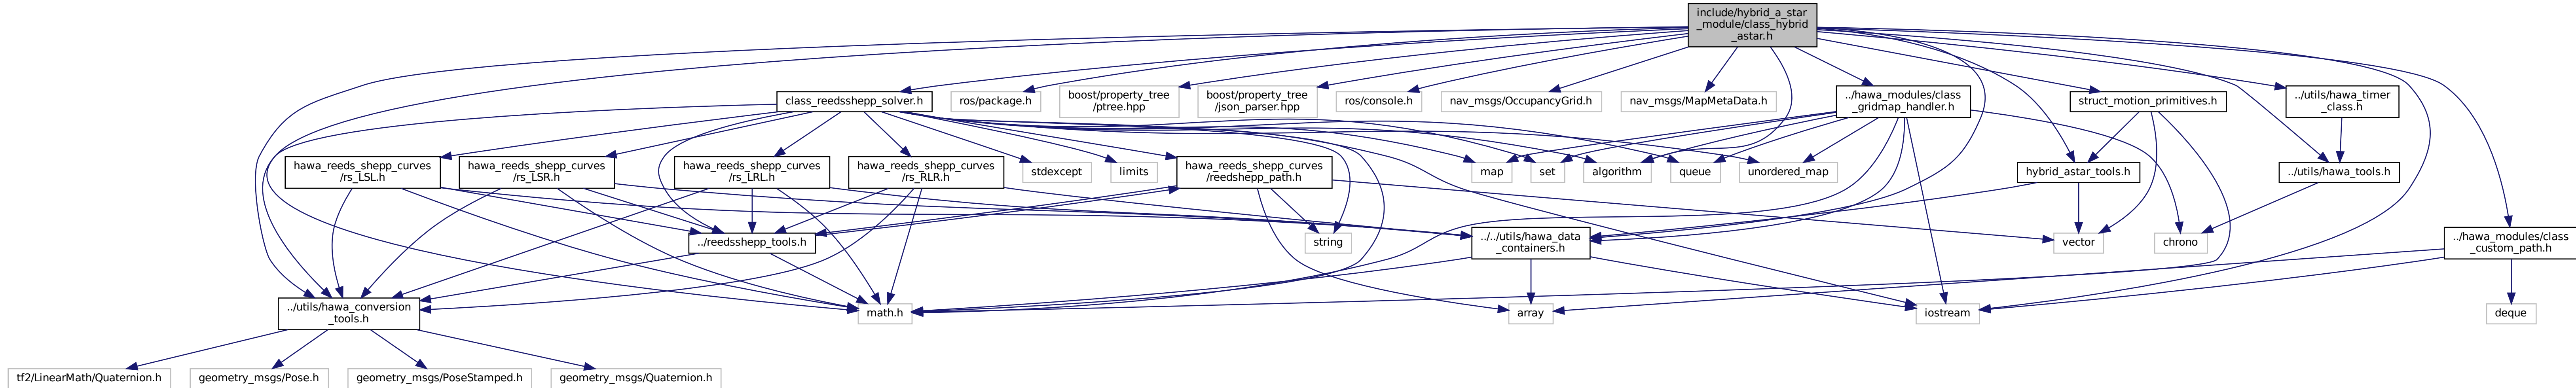 include/hybrid_a_star
_module/class_hybrid
_astar.h
class_reedsshepp_solver.h
ros/package.h
boost/property_tree
/ptree.hpp
boost/property_tree
/json_parser.hpp
ros/console.h
nav_msgs/OccupancyGrid.h
nav_msgs/MapMetaData.h
../hawa_modules/class
_gridmap_handler.h
struct_motion_primitives.h
../utils/hawa_timer
_class.h
hawa_reeds_shepp_curves
/rs_LSL.h
hawa_reeds_shepp_curves
/rs_LSR.h
hawa_reeds_shepp_curves
/rs_LRL.h
hawa_reeds_shepp_curves
/rs_RLR.h
stdexcept
limits
hawa_reeds_shepp_curves
/reedshepp_path.h
map
set
algorithm
queue
unordered_map
hybrid_astar_tools.h
../utils/hawa_tools.h
../reedsshepp_tools.h
string
../../utils/hawa_data
_containers.h
vector
chrono
../hawa_modules/class
_custom_path.h
../utils/hawa_conversion
_tools.h
math.h
array
iostream
deque
tf2/LinearMath/Quaternion.h
geometry_msgs/Pose.h
geometry_msgs/PoseStamped.h
geometry_msgs/Quaternion.h